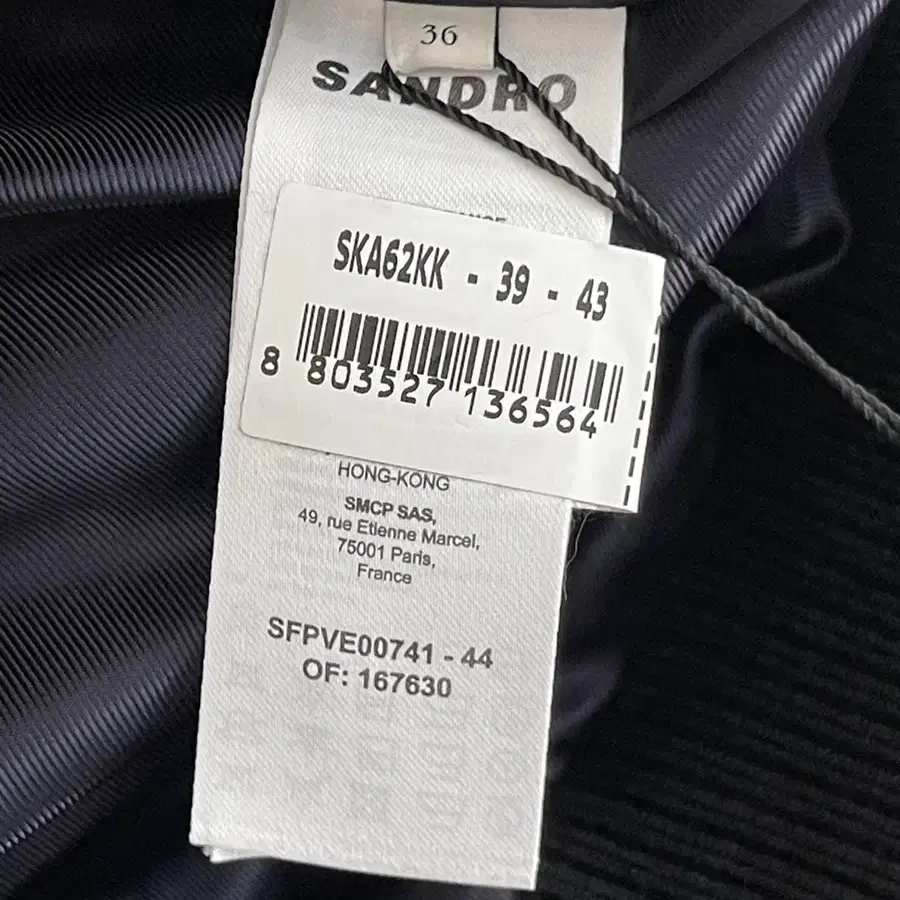 36
SANDRO
SKA62KK - 39 - 43
8 803527 136564
HONG-KONG
SMCP SAS,
49, rue Etienne Marcel,
75001 Paris,
France
SFPVE00741 - 44
OF: 167630